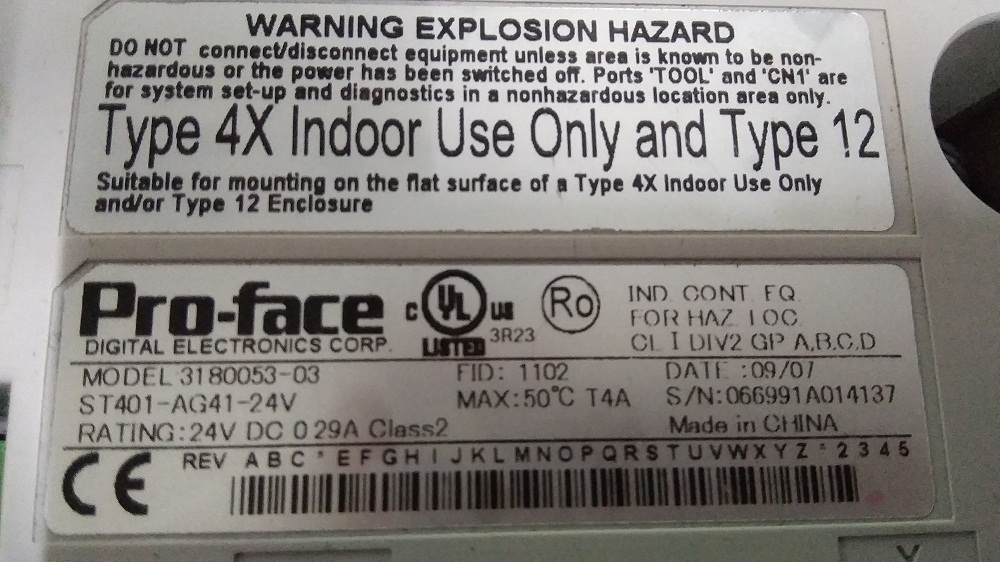 WARNING EXPLOSION HAZARD
DO NOT connect/disconnect equipment unless area is known to be non-
hazardous or the power has been switched off. Ports 'TOOL' and 'CN1' are
for system set-up and diagnostics in a nonhazardous location area only.
Type 4X Indoor Use Only and Type 12
Suitable for mounting on the flat surface of a Type 4X Indoor Use Only
and/or Type 12 Enclosure
Pro-face
DIGITAL ELECTRONICS CORP.
C UL US
LISTED 3R23
Ro
IND. CONT. EQ.
FOR HAZ. LOC.
CL I DIV2 GP A,B,C,D
MODEL 3180053-03 FID: 1102 DATE :09/07
ST401-AG41-24V MAX:50℃ T4A S/N:066991A014137
RATING:24V DC 0.29A Class2 Made in CHINA
CE
REV A B C * E F G H I J K L M N O P Q R S T U V W X Y Z * 2 3 4 5